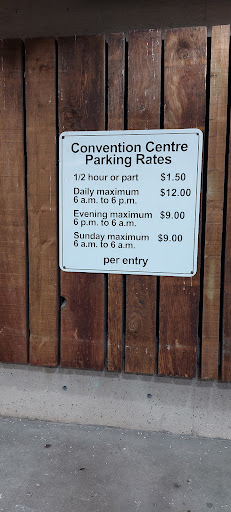 Convention Centre
Parking Rates
1/2 hour or part $1.50
Daily maximum $12.00
6 a.m. to 6 p.m.
Evening maximum $9.00
6 p.m. to 6 a.m.
Sunday maximum $9.00
6 a.m. to 6 a.m.
per entry